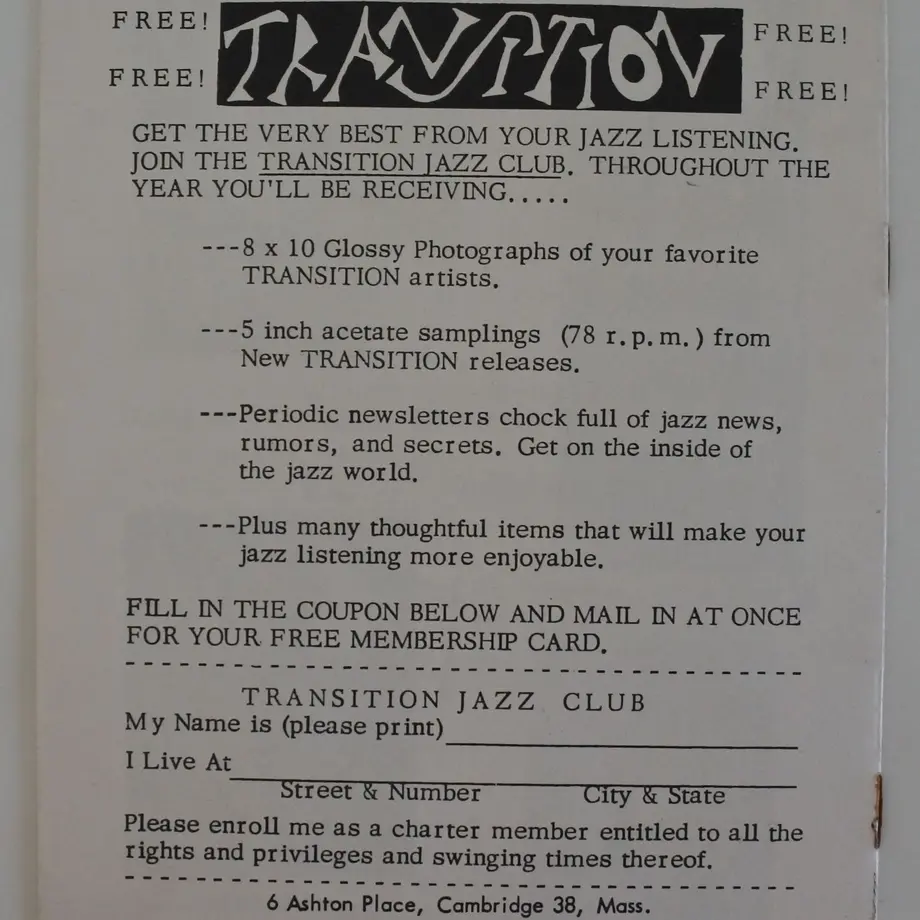 FREE! TRANSITION FREE!
FREE! FREE!
GET THE VERY BEST FROM YOUR JAZZ LISTENING.
JOIN THE TRANSITION JAZZ CLUB. THROUGHOUT THE
YEAR YOU'LL BE RECEIVING.....
---8 x 10 Glossy Photographs of your favorite
TRANSITION artists.
---5 inch acetate samplings (78 r.p.m.) from
New TRANSITION releases.
---Periodic newsletters chock full of jazz news,
rumors, and secrets. Get on the inside of
the jazz world.
---Plus many thoughtful items that will make your
jazz listening more enjoyable.
FILL IN THE COUPON BELOW AND MAIL IN AT ONCE
FOR YOUR FREE MEMBERSHIP CARD.
TRANSITION JAZZ CLUB
My Name is (please print)
I Live At
Street & Number City & State
Please enroll me as a charter member entitled to all the
rights and privileges and swinging times thereof.
6 Ashton Place, Cambridge 38, Mass.